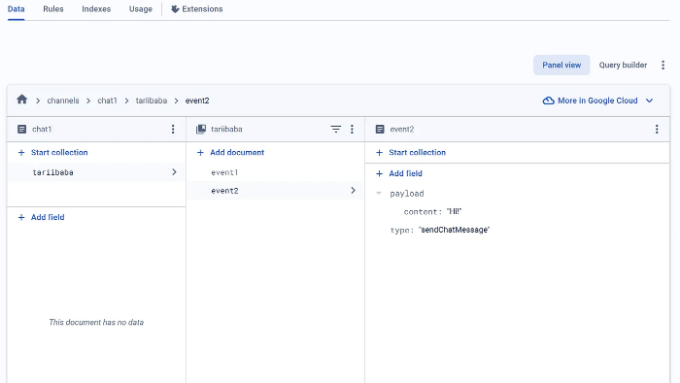 Data Rules Indexes Usage Extensions
Panel view Query builder
channels chat1 tariibaba event2 More in Google Cloud
chat1 tariibaba event2
+ Start collection + Add document + Start collection
tariibaba event1 + Add field
event2 payload
+ Add field content: "Hi!"
type: "sendChatMessage"
This document has no data